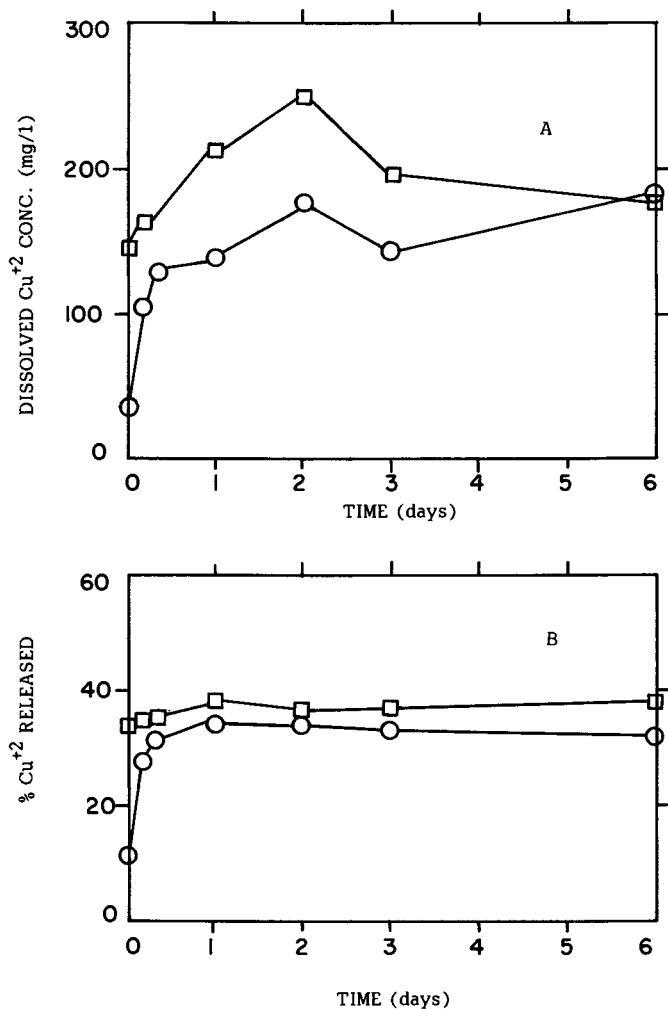 300
200
100
0
DISSOLVED Cu+2 CONC. (mg/1)
A
0 1 2 3 4 5 6
TIME (days)
60
40
20
0
% Cu+2 RELEASED
B
0 1 2 3 4 5 6
TIME (days)